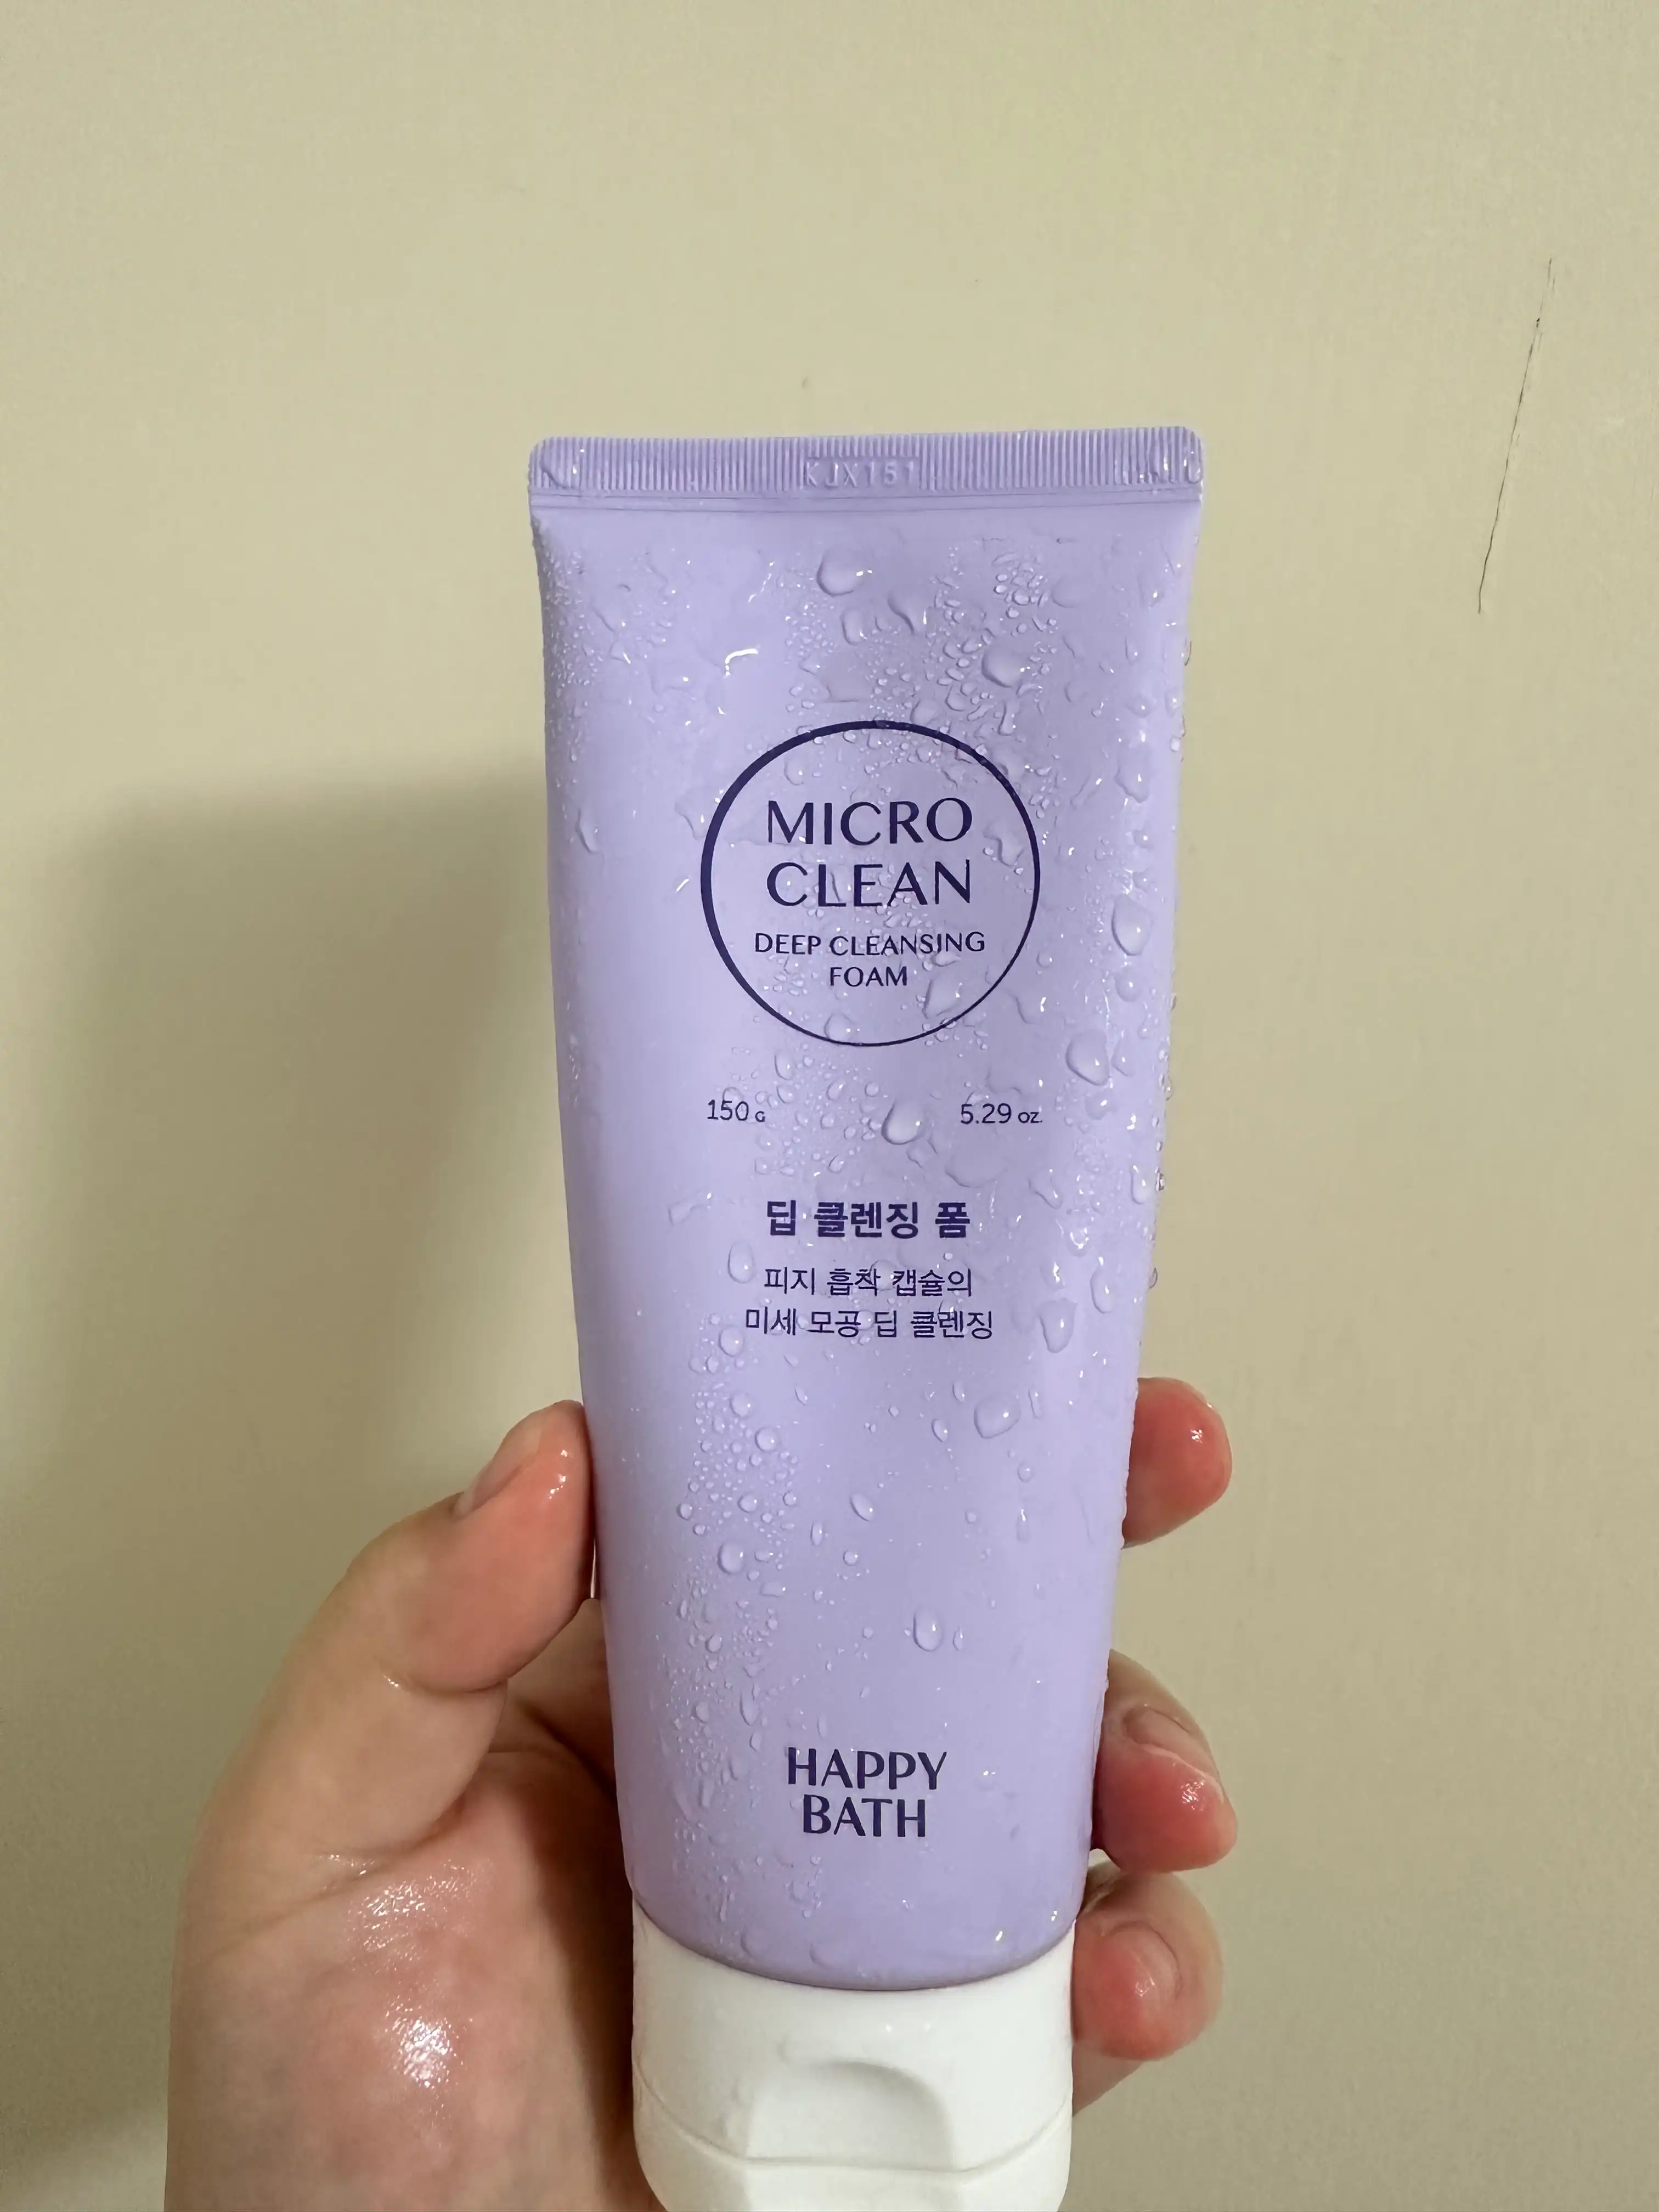 KJX151
MICRO
CLEAN
DEEP CLEANSING
FOAM
150 G 5.29 OZ.
딥 클렌징 폼
피지 흡착 캡슐의
미세 모공 딥 클렌징
HAPPY
BATH